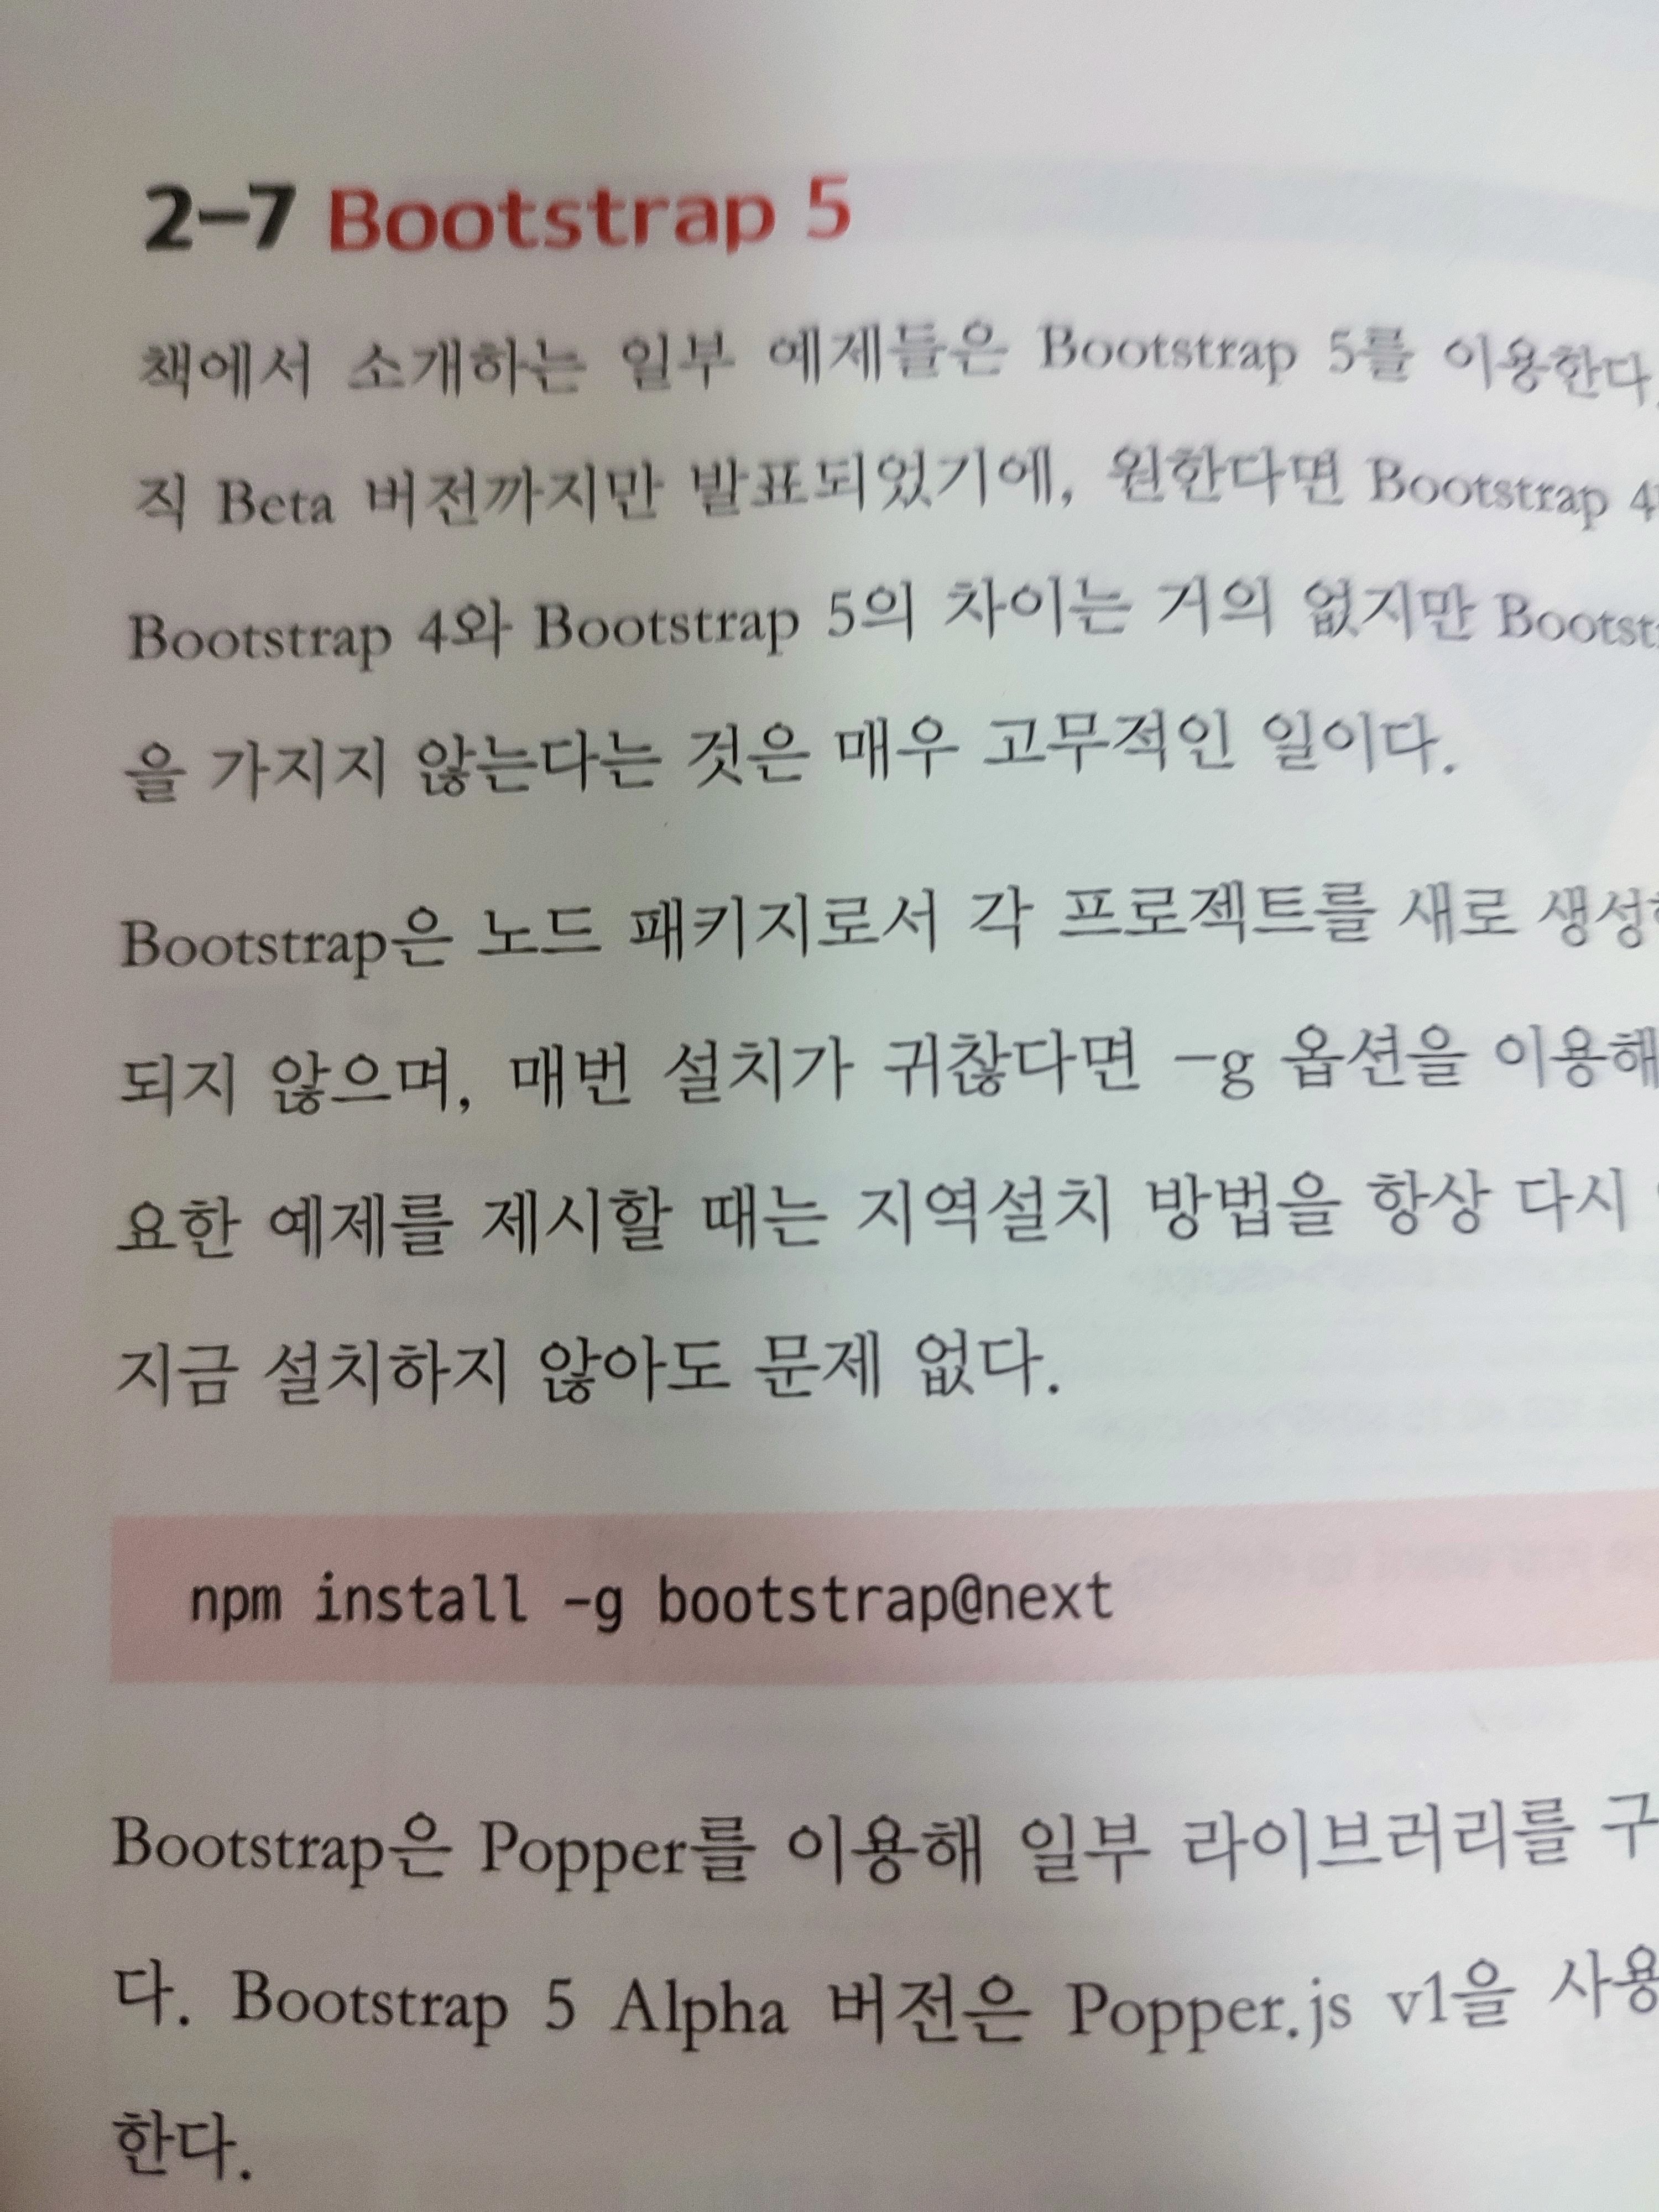 2-7 Bootstrap 5
책에서 소개하는 일부 예제들은 Bootstrap 5를 이용한다.
직 Beta 버전까지만 발표되었기에, 원한다면 Bootstrap 4
Bootstrap 4와 Bootstrap 5의 차이는 거의 없지만 Bootst
을 가지지 않는다는 것은 매우 고무적인 일이다.
Bootstrap은 노드 패키지로서 각 프로젝트를 새로 생성
되지 않으며, 매번 설치가 귀찮다면 -g 옵션을 이용해
요한 예제를 제시할 때는 지역설치 방법을 항상 다시
지금 설치하지 않아도 문제 없다.
npm install -g bootstrap@next
Bootstrap은 Popper를 이용해 일부 라이브러리를 구
다. Bootstrap 5 Alpha 버전은 Popper.js v1을 사용
한다.